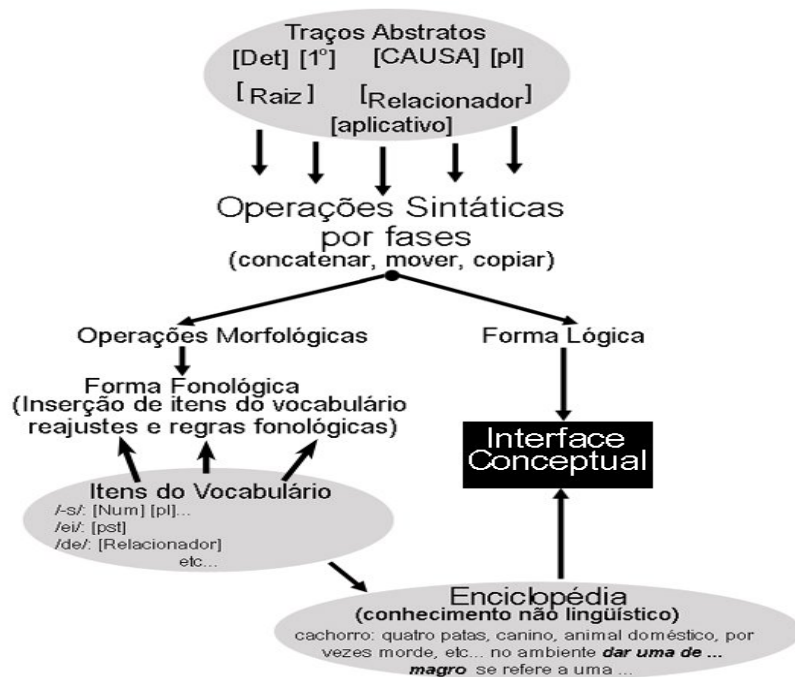 Traços Abstratos
[Det] [1º] [CAUSA] [pl]
[Raiz] [Relacionador]
[aplicativo]
Operações Sintáticas
por fases
(concatenar, mover, copiar)
Operações Morfológicas
Forma Lógica
Forma Fonológica
(Inserção de itens do vocabulário
reajustes e regras fonológicas)
Interface
Conceptual
Itens do Vocabulário
/-s/: [Num] [pl]...
/ei/: [pst]
/de/: [Relacionador]
etc...
Enciclopédia
(conhecimento não lingüístico)
cachorro: quatro patas, canino, animal doméstico, por
vezes morde, etc... no ambiente dar uma de ...
magro se refere a uma ...